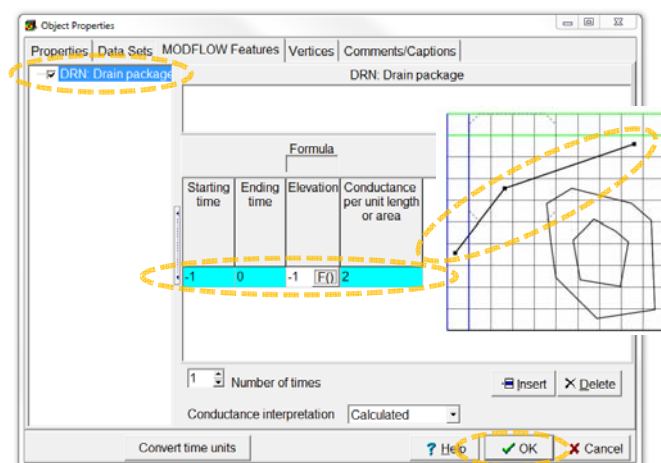 Object Properties
Properties Data Sets MODFLOW Features Vertices Comments/Captions
DRN: Drain package
DRN: Drain package
Formula
Starting time
Ending time
Elevation
Conductance per unit length or area
-1 0 -1 F() 2
1 Number of times
Insert Delete
Conductance interpretation Calculated
Convert time units
? Help OK Cancel